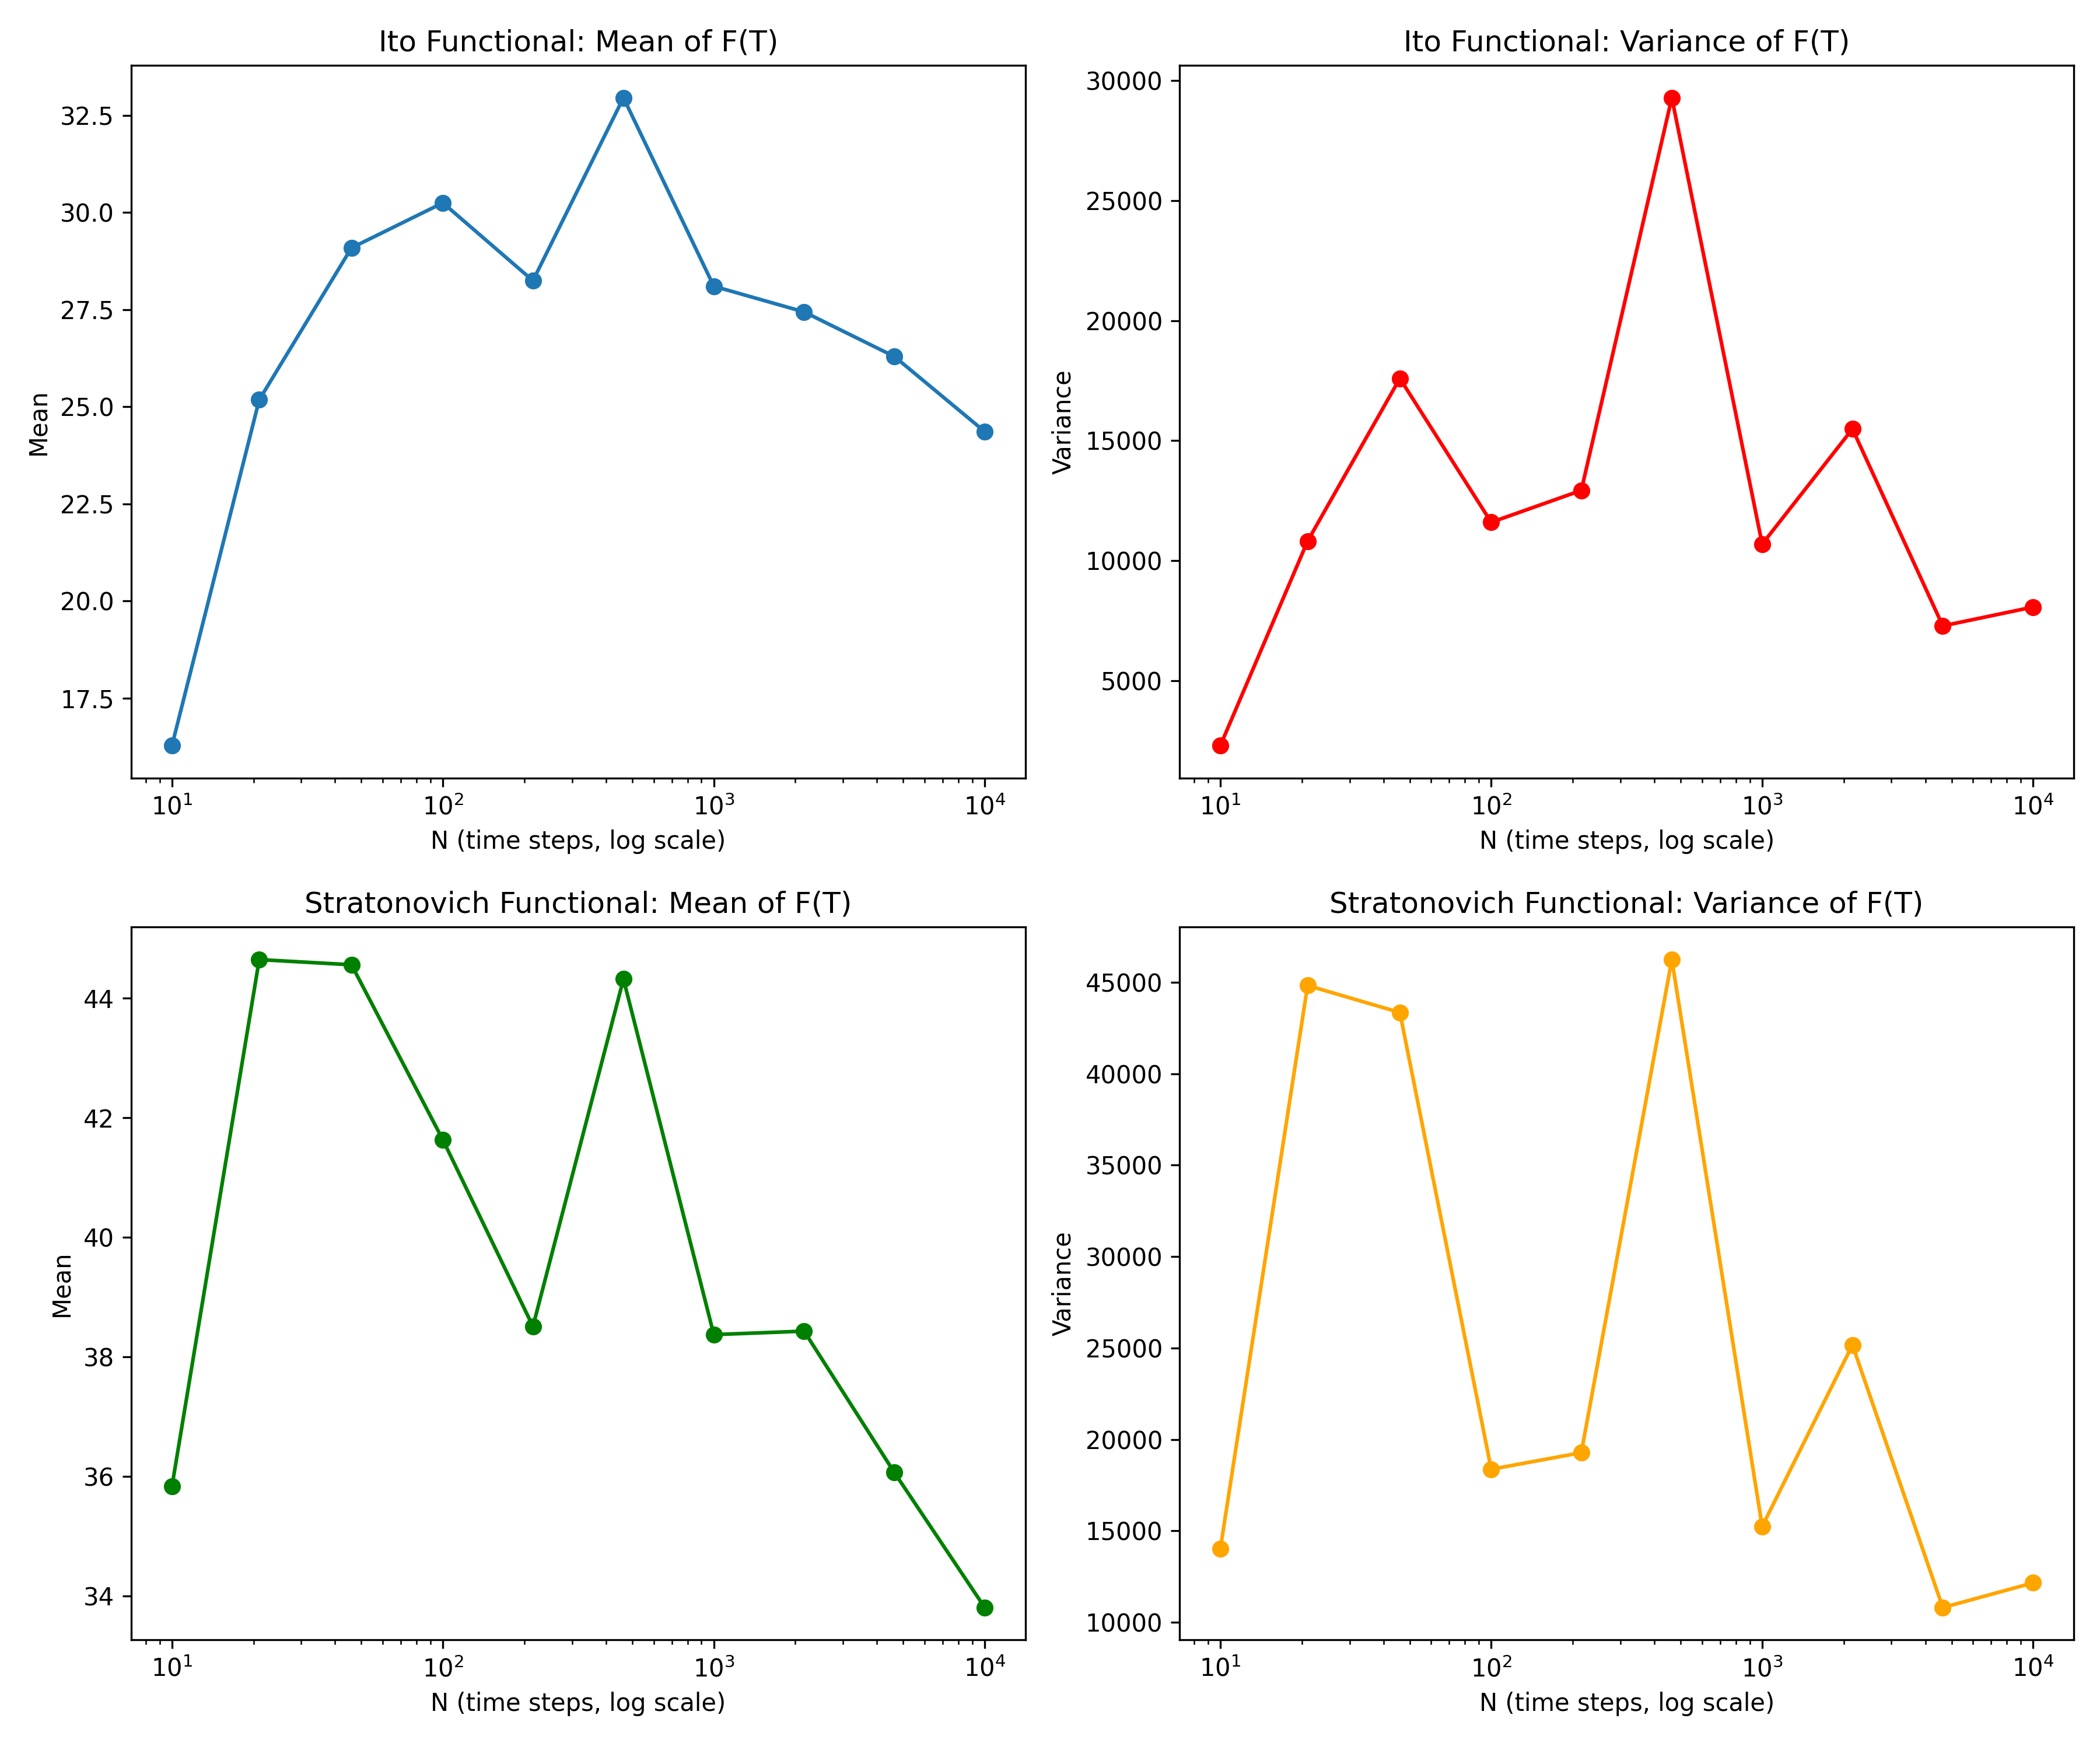 Ito Functional: Mean of F(T)
Mean
32.5
30.0
27.5
25.0
22.5
20.0
17.5
10¹ 10² 10³ 10⁴
N (time steps, log scale)
Ito Functional: Variance of F(T)
Variance
30000
25000
20000
15000
10000
5000
10¹ 10² 10³ 10⁴
N (time steps, log scale)
Stratonovich Functional: Mean of F(T)
Mean
44
42
40
38
36
34
10¹ 10² 10³ 10⁴
N (time steps, log scale)
Stratonovich Functional: Variance of F(T)
Variance
45000
40000
35000
30000
25000
20000
15000
10000
10¹ 10² 10³ 10⁴
N (time steps, log scale)